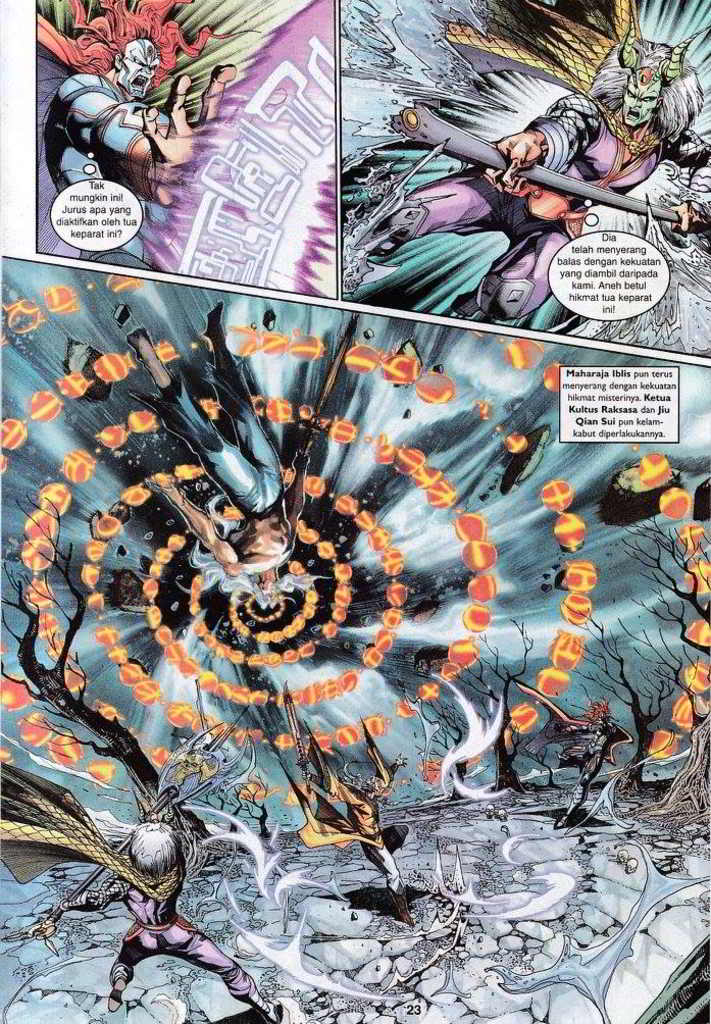 Tak
mungkin ini!
Jurus apa yang
diaktifkan oleh tua
keparat ini?
Dia
telah menyerang
balas dengan kekuatan
yang diambil daripada
kami. Aneh betul
hikmat tua keparat
ini!
Maharaja Iblis pun terus
menyerang dengan kekuatan
hikmat misterinya. Ketua
Kultus Raksasa dan Jiu
Qian Sui pun kelam-
kabut diperlakukannya.
23